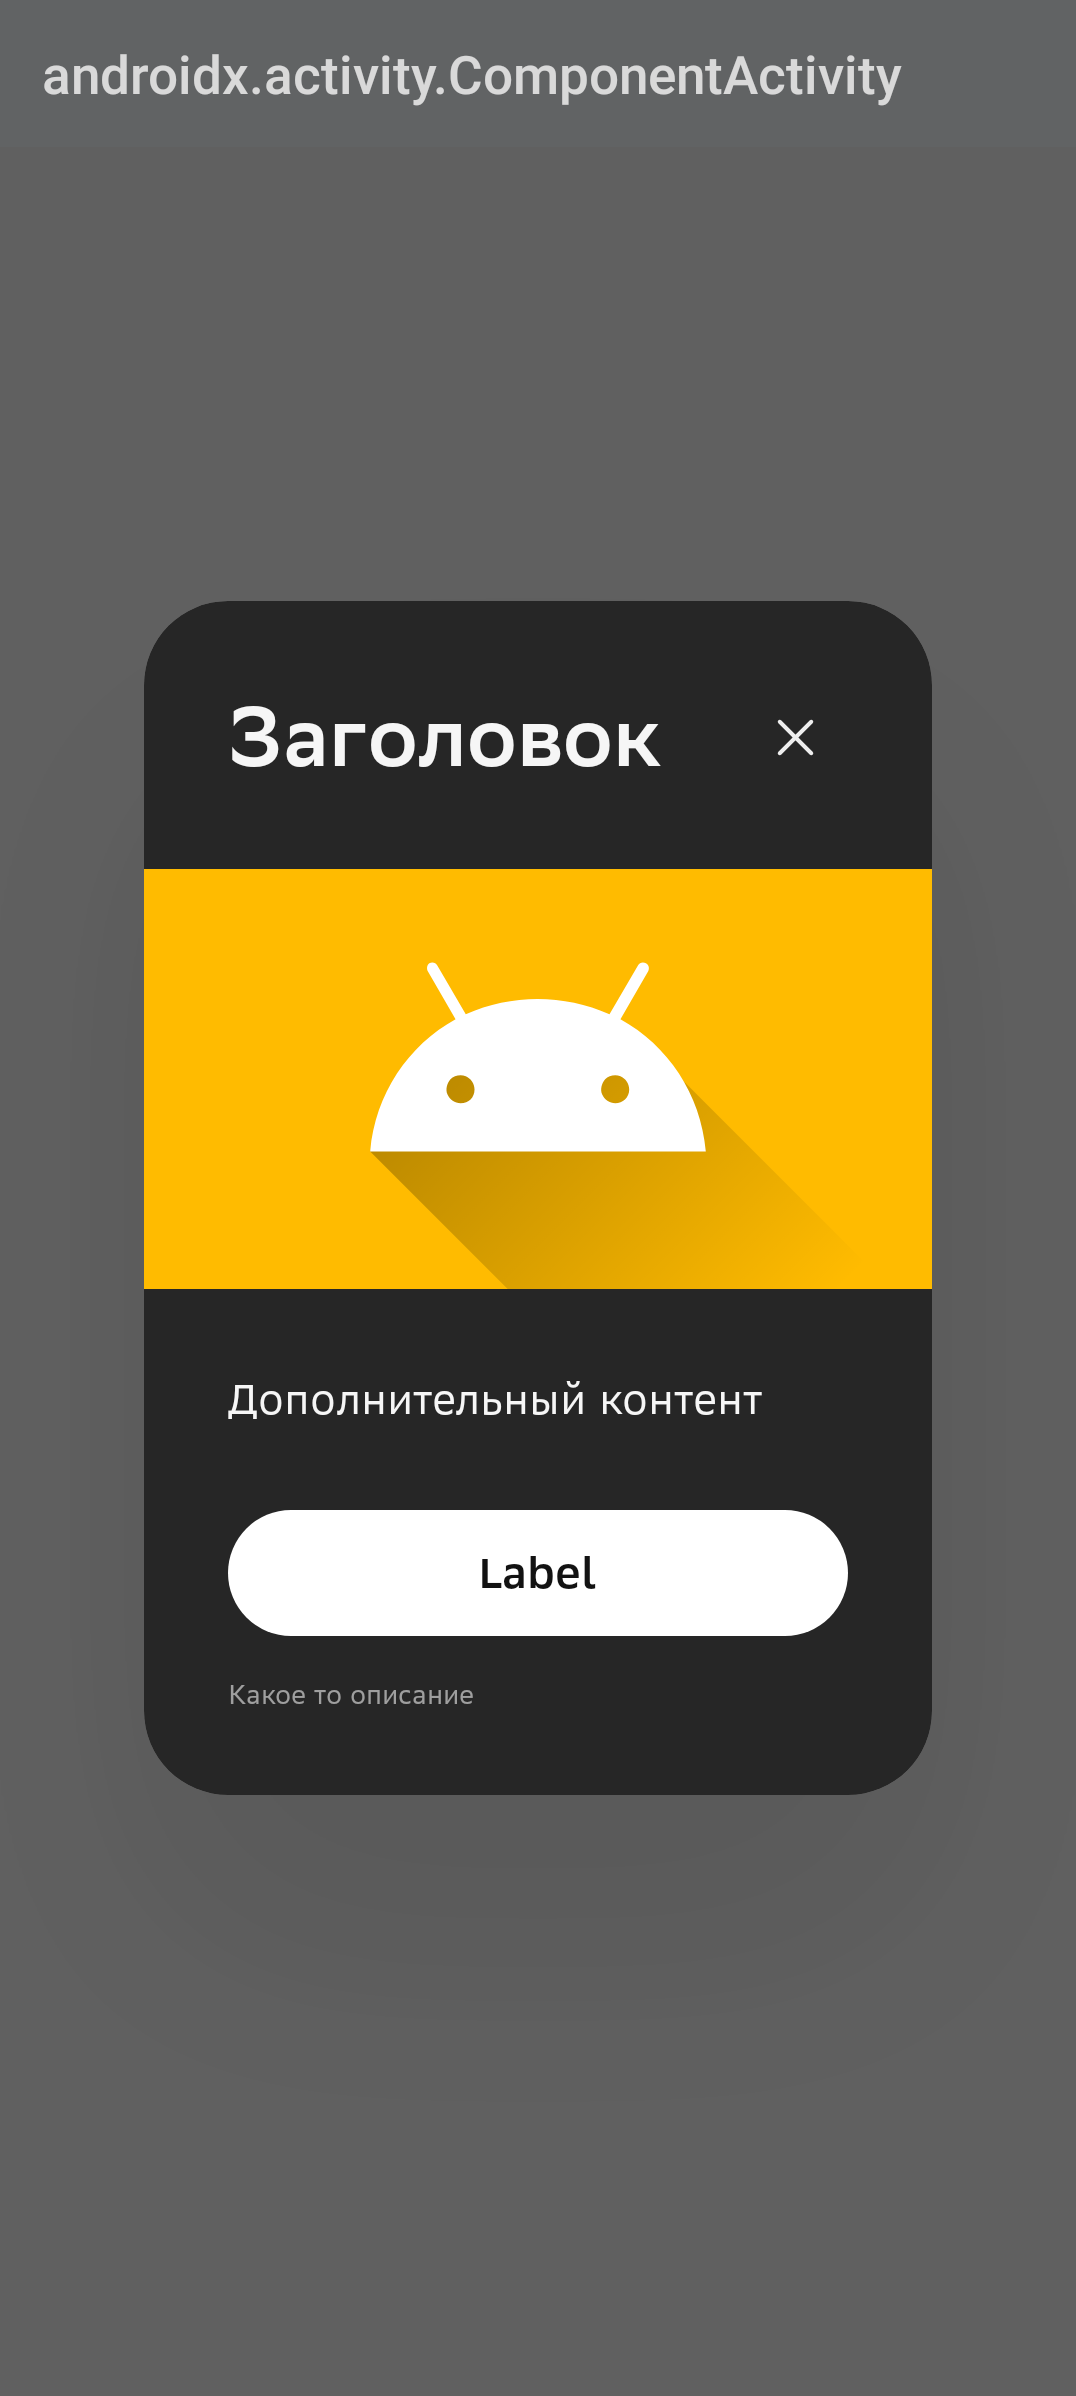 androidx.activity.ComponentActivity
Заголовок
Дополнительный контент
Label
Какое то описание